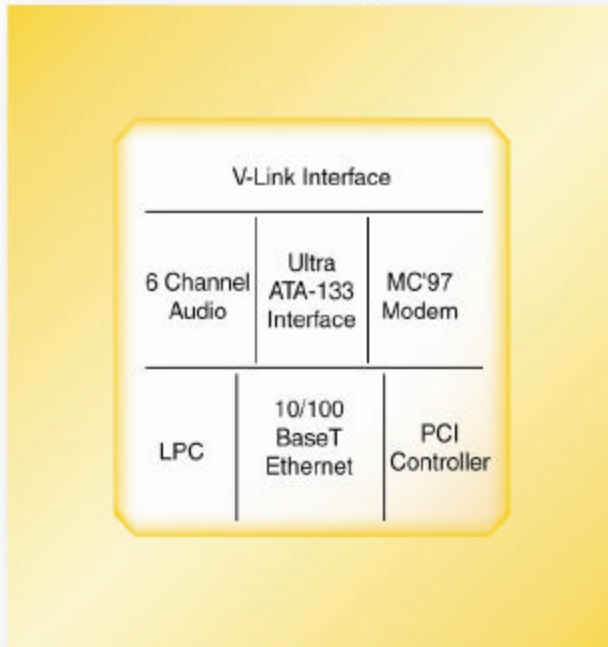 V-Link Interface
6 Channel
Audio
Ultra
ATA-133
Interface
MC'97
Modem
LPC
10/100
BaseT
Ethernet
PCI
Controller